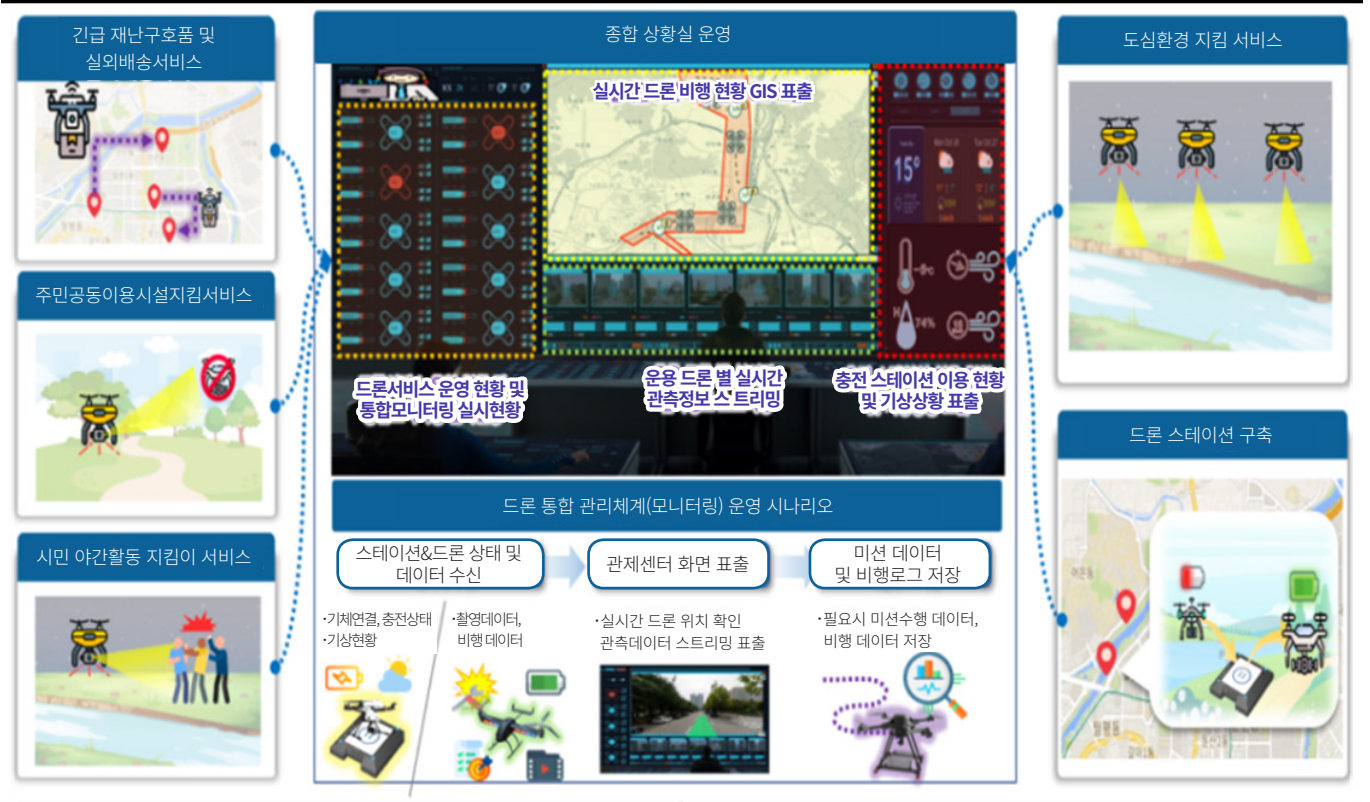 긴급 재난구호품 및
실외배송서비스
주민공동이용시설지킴서비스
시민 야간활동 지킴이 서비스
종합 상황실 운영
실시간 드론 비행 현황 GIS 표출
15°
-5°c
H
74%
드론서비스 운영 현황 및
통합모니터링 실시현황
운용 드론 별 실시간
관측정보 스 트리밍
충전 스테이션 이용 현황
및 기상상황 표출
드론 통합 관리체계(모니터링) 운영 시나리오
스테이션&드론 상태 및
데이터 수신
관제센터 화면 표출
미션 데이터
및 비행로그 저장
·기체연결, 충전상태
·기상현황
·촬영데이터,
비행 데이터
·실시간 드론 위치 확인
관측데이터 스트리밍 표출
·필요시 미션수행 데이터,
비행 데이터 저장
도심환경 지킴 서비스
드론 스테이션 구축
어은동
월평동